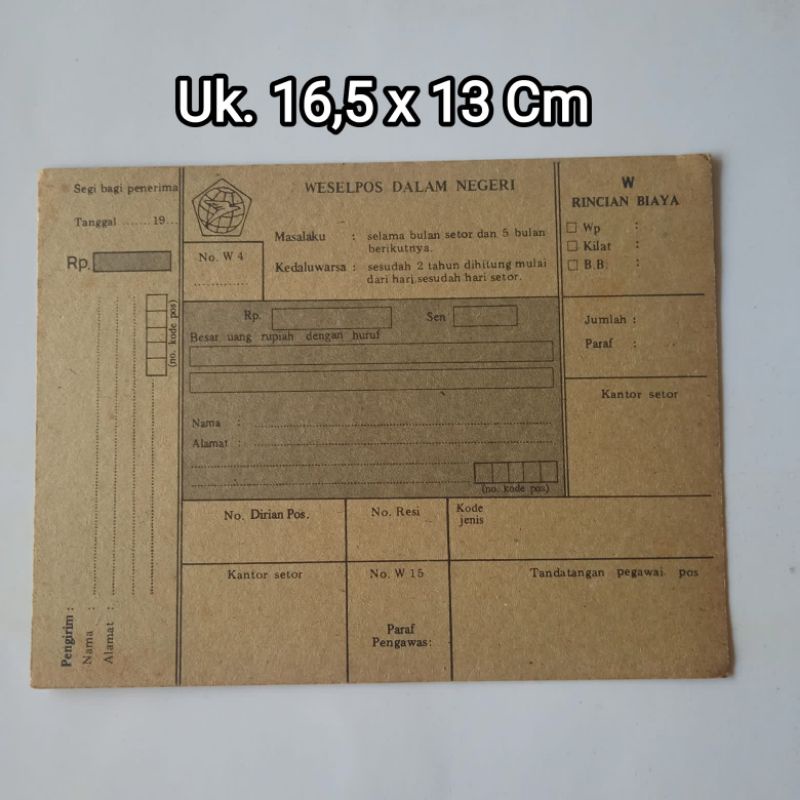 Uk. 16,5 x 13 Cm
Segi bagi penerima
Tanggal ...... 19...
Rp.
(no. kode pos)
Pengirim :
Nama :
Alamat :
No. W 4
WESELPOS DALAM NEGERI
Masalaku : selama bulan setor dan 5 bulan
berikutnya.
Kedaluwarsa : sesudah 2 tahun dihitung mulai
dari hari sesudah hari setor.
W
RINCIAN BIAYA
Wp :
Kilat :
B.B. :
Jumlah :
Paraf :
Kantor setor
Rp. Sen
Besar uang rupiah dengan huruf
Nama :
Alamat :
(no. kode pos)
No. Dirian Pos.
No. Resi
Kode
jenis
Kantor setor
No. W 15
Paraf
Pengawas:
Tandatangan pegawai pos